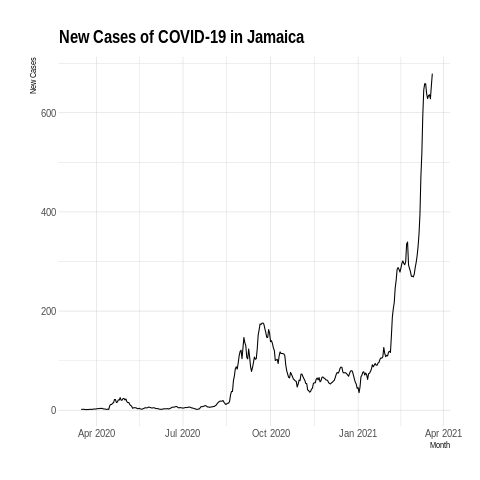 New Cases of COVID-19 in Jamaica
New Cases
600
400
200
0
Apr 2020
Jul 2020
Oct 2020
Jan 2021
Apr 2021
Month